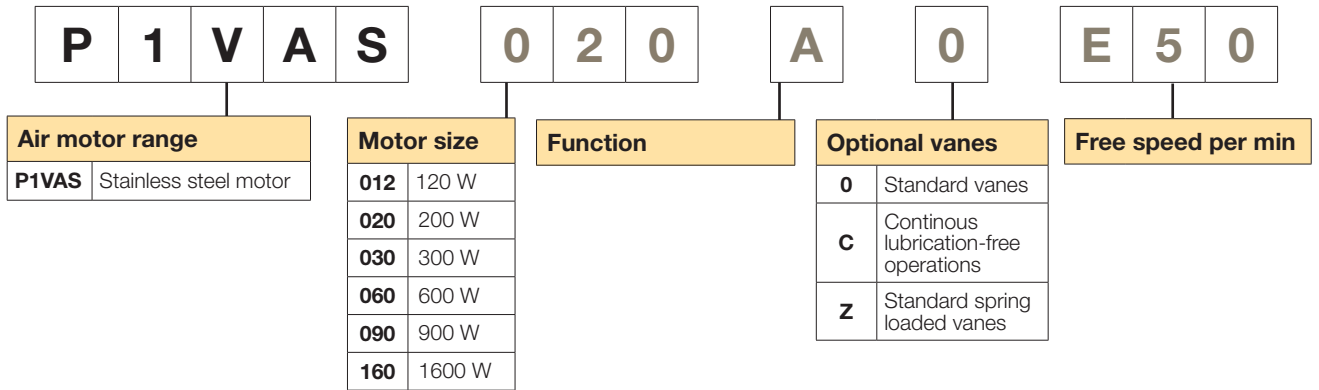 P 1 V A S 0 2 0 A 0 E 5 0
Air motor range
P1VAS Stainless steel motor
Motor size
012 120 W
020 200 W
030 300 W
060 600 W
090 900 W
160 1600 W
Function
Optional vanes
0 Standard vanes
C Continous
lubrication-free
operations
Z Standard spring
loaded vanes
Free speed per min